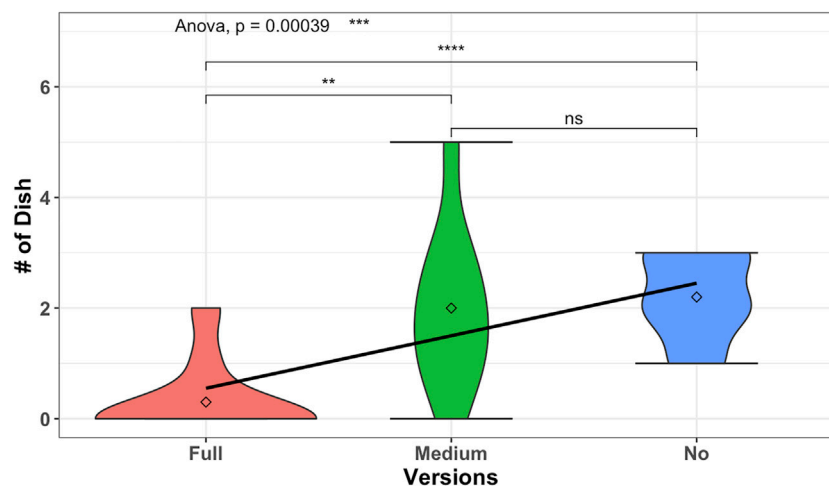 Anova, p = 0.00039 ***
****
**
ns
6
4
2
0
# of Dish
Full Medium No
Versions